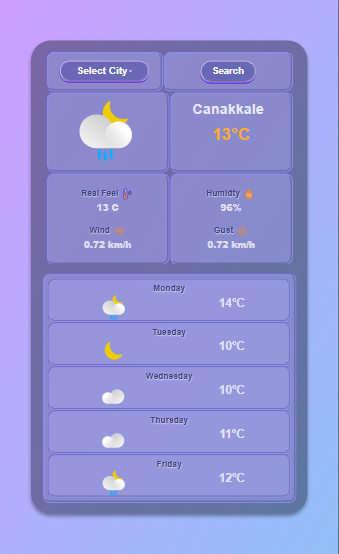 Select City
Search
Canakkale
13°C
Real Feel
13 C
Humidty
96%
Wind
0.72 km/h
Gust
0.72 km/h
Monday
14°C
Tuesday
10°C
Wednesday
10°C
Thursday
11°C
Friday
12°C